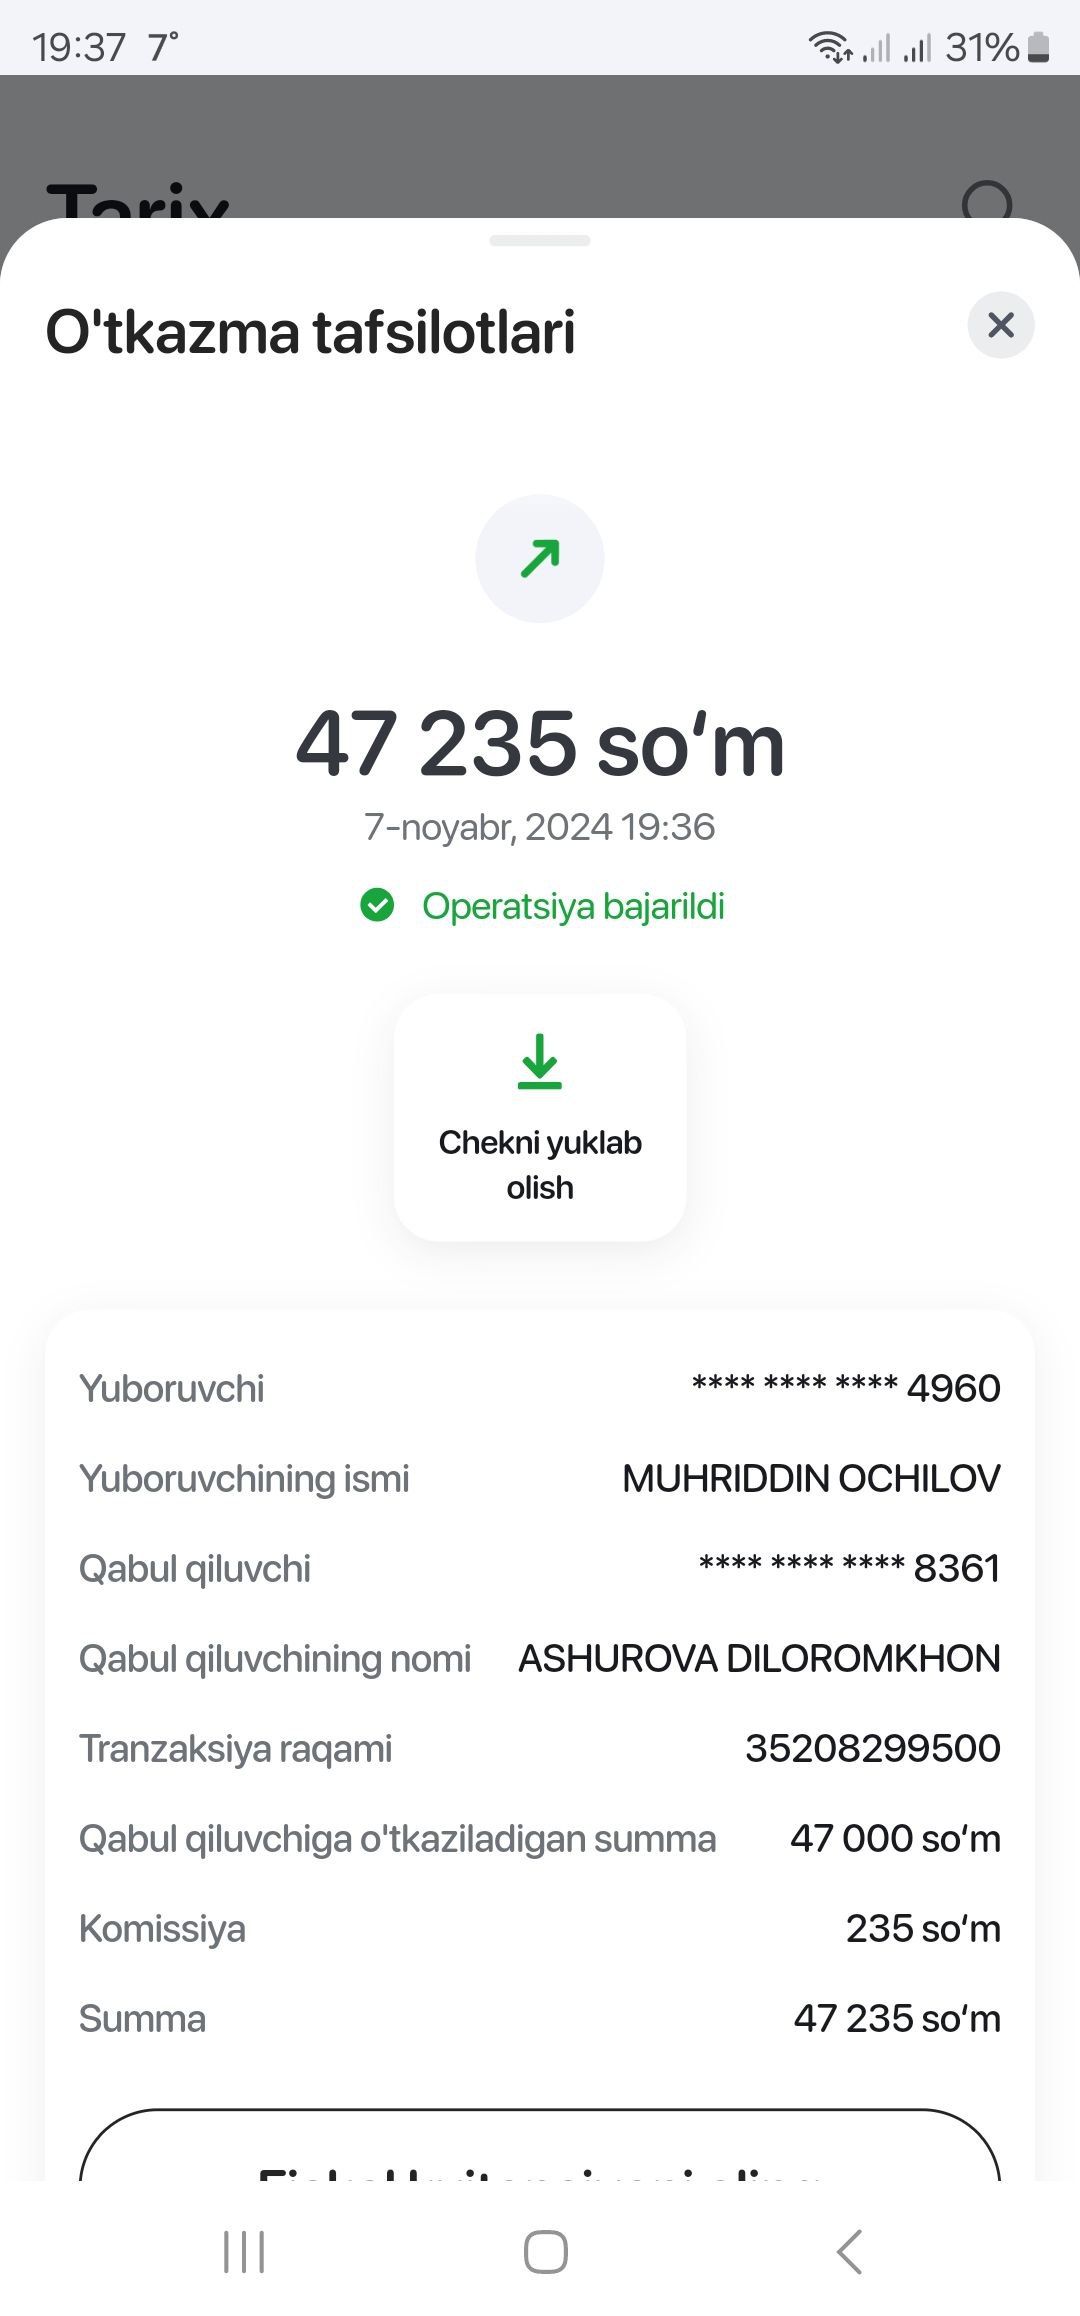 19:37 7° 31%
Tarix
O'tkazma tafsilotlari
47 235 so‘m
7-noyabr, 2024 19:36
Operatsiya bajarildi
Chekni yuklab
olish
Yuboruvchi **** **** **** 4960
Yuboruvchining ismi MUHRIDDIN OCHILOV
Qabul qiluvchi **** **** **** 8361
Qabul qiluvchining nomi ASHUROVA DILOROMKHON
Tranzaksiya raqami 35208299500
Qabul qiluvchiga o'tkaziladigan summa 47 000 so‘m
Komissiya 235 so‘m
Summa 47 235 so‘m